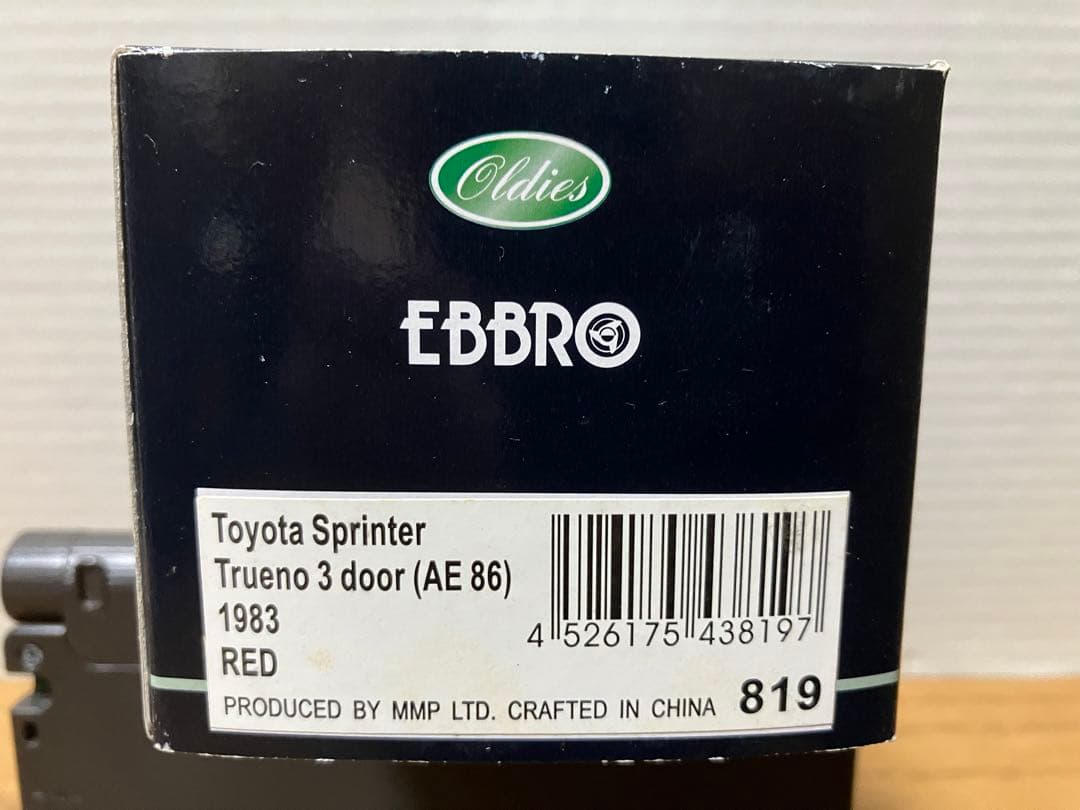 Oldies
EBBRO
Toyota Sprinter
Trueno 3 door (AE 86)
1983
RED
4 526175 438197
PRODUCED BY MMP LTD. CRAFTED IN CHINA 819